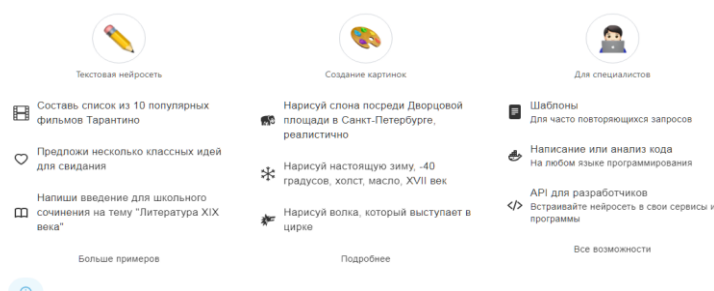 Текстовая нейросеть
Составь список из 10 популярных
фильмов Тарантино
Предложи несколько классных идей
для свидания
Напиши введение для школьного
сочинения на тему "Литература XIX
века"
Больше примеров
Создание картинок
Нарисуй слона посреди Дворцовой
площади в Санкт-Петербурге,
реалистично
Нарисуй настоящую зиму, -40
градусов, холст, масло, XVII век
Нарисуй волка, который выступает в
цирке
Подробнее
Для специалистов
Шаблоны
Для часто повторяющихся запросов
Написание или анализ кода
На любом языке программирования
API для разработчиков
Встраивайте нейросеть в свои сервисы и
программы
Все возможности